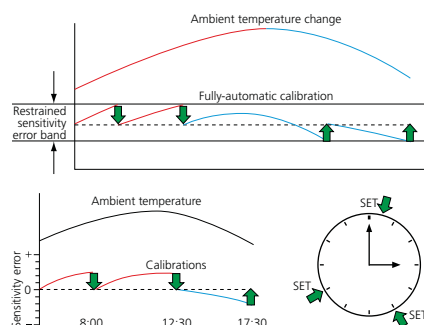 Ambient temperature change
Fully-automatic calibration
Restrained
sensitivity
error band
Ambient temperature
SET
Calibrations
Sensitivity error
+
0
SET
SET
8:00 12:30 17:30